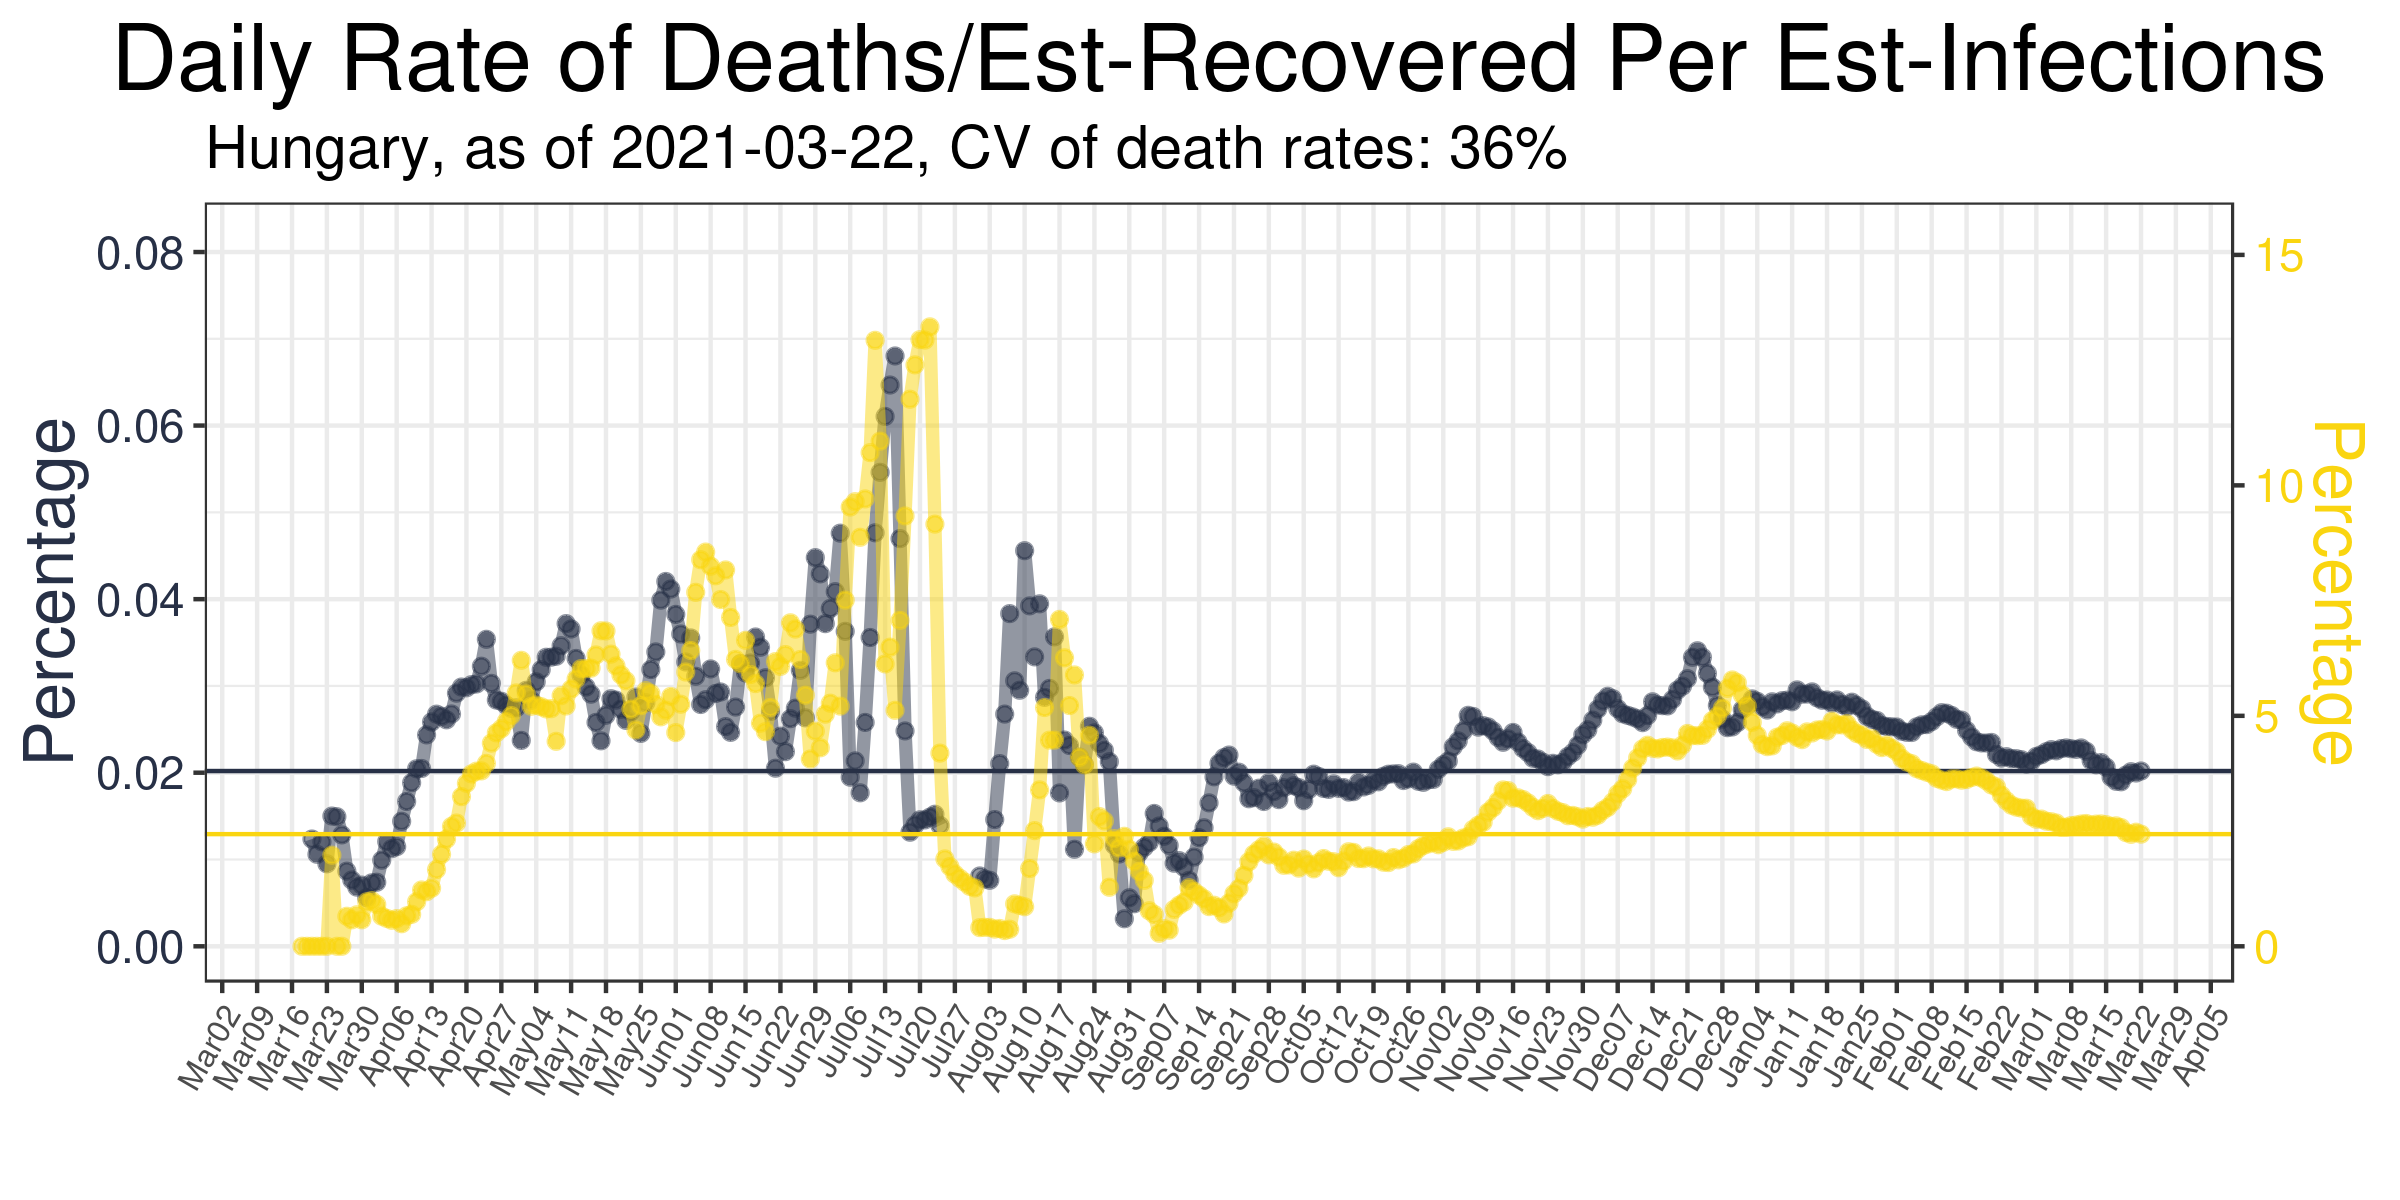 Daily Rate of Deaths/Est-Recovered Per Est-Infections
Hungary, as of 2021-03-22, CV of death rates: 36%
Percentage
0.08
0.06
0.04
0.02
0.00
15
10
5
0
Percentage
Mar02
Mar09
Mar16
Mar23
Mar30
Apr06
Apr13
Apr20
Apr27
May04
May11
May18
May25
Jun01
Jun08
Jun15
Jun22
Jun29
Jul06
Jul13
Jul20
Jul27
Aug03
Aug10
Aug17
Aug24
Aug31
Sep07
Sep14
Sep21
Sep28
Oct05
Oct12
Oct19
Oct26
Nov02
Nov09
Nov16
Nov23
Nov30
Dec07
Dec14
Dec21
Dec28
Jan04
Jan11
Jan18
Jan25
Feb01
Feb08
Feb15
Feb22
Mar01
Mar08
Mar15
Mar22
Mar29
Apr05